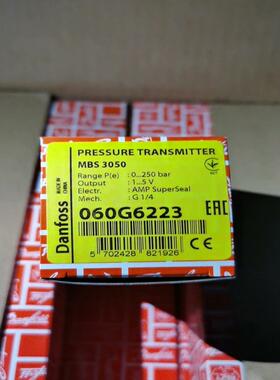 PRESSURE TRANSMITTER
MBS 3050
Range P(e) : 0...250 bar
Output : 1...5 V
Electr. : AMP SuperSeal
Mech. : G 1/4
060G6223
EAC
Danfoss
MADE IN
CHINA
5 702428 821926
CE